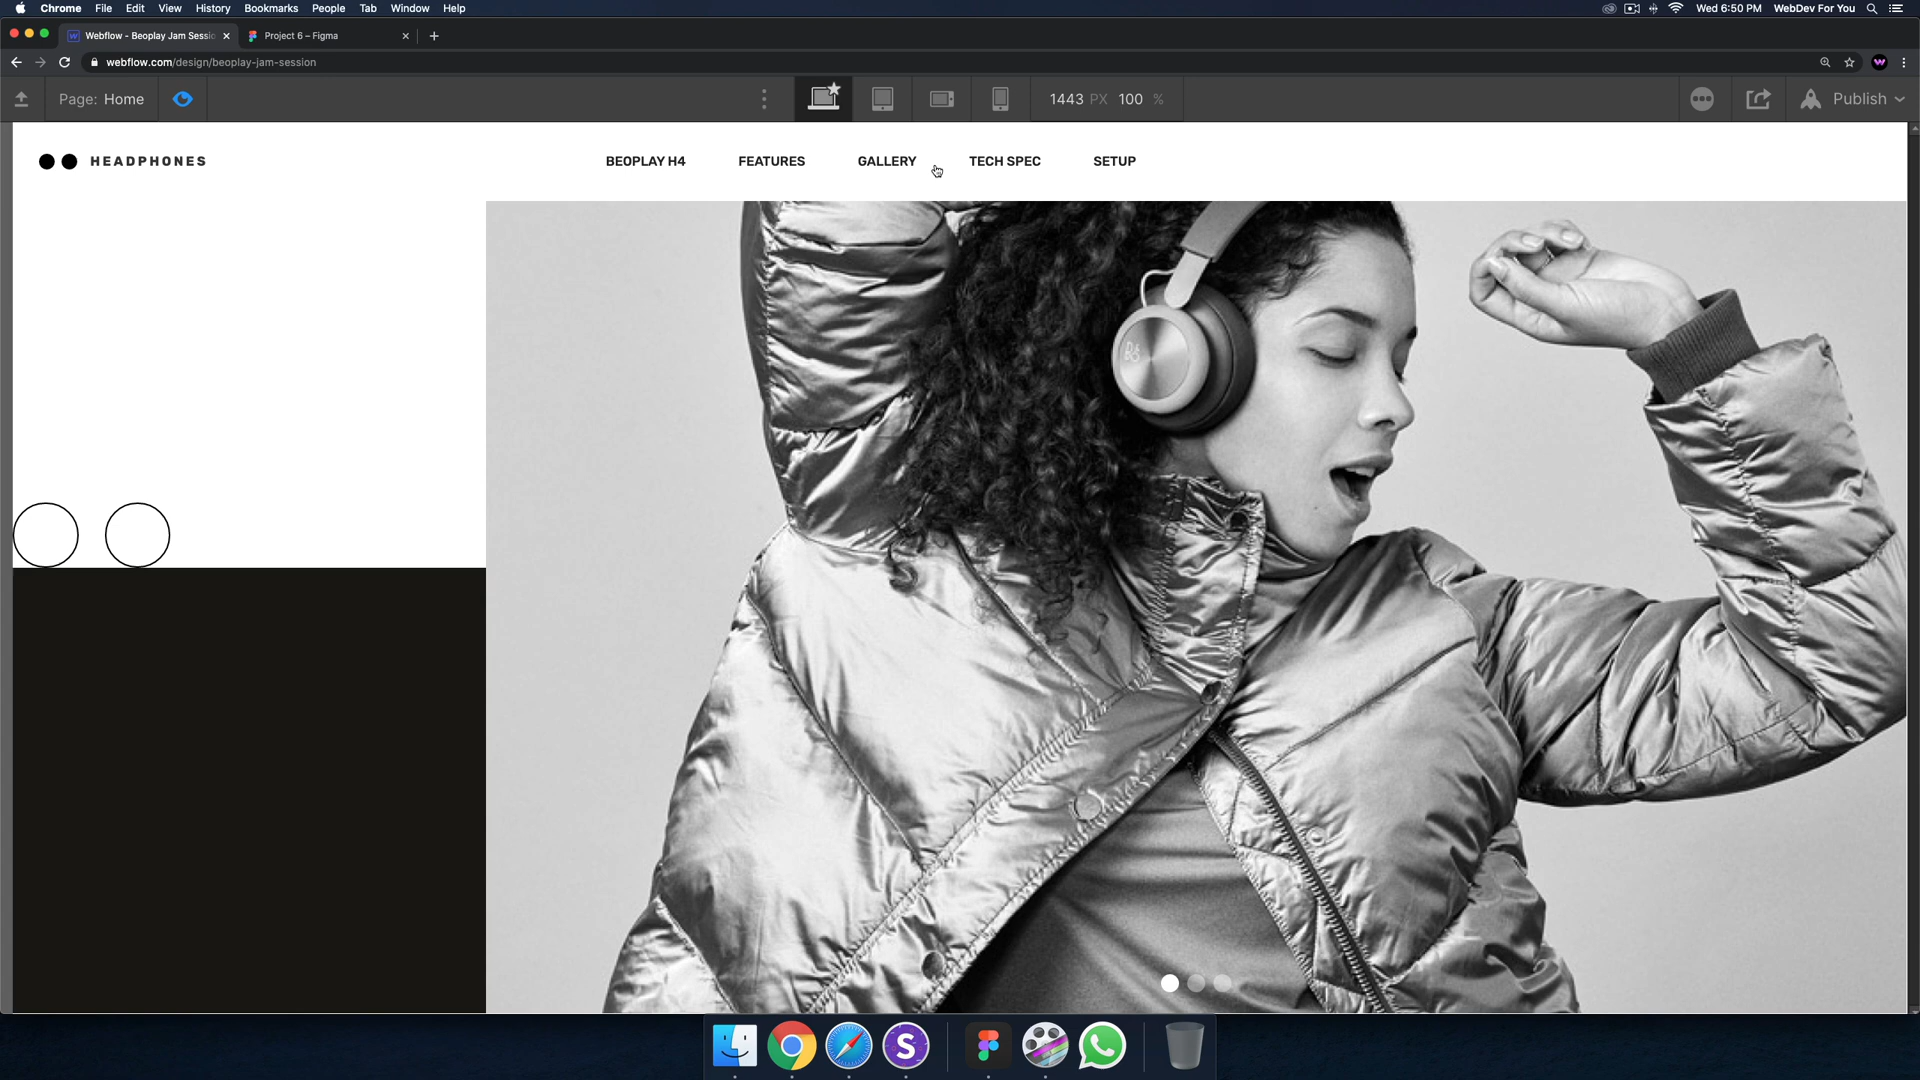 Chrome File Edit View History Bookmarks People Tab Window Help
Wed 6:50 PM WebDev For You
Webflow - Beoplay Jam Sessio
Project 6 – Figma
webflow.com/design/beoplay-jam-session
Page: Home
1443 PX 100 %
Publish
HEADPHONES
BEOPLAY H4 FEATURES GALLERY TECH SPEC SETUP